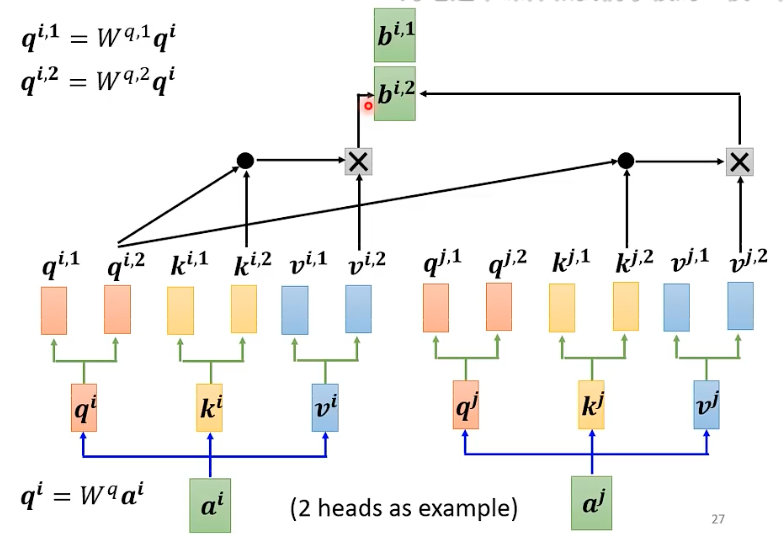 𝒒^{i,1} = W^{q,1}𝒒^i
𝒒^{i,2} = W^{q,2}𝒒^i
b^{i,1}
b^{i,2}
q^{i,1} q^{i,2} k^{i,1} k^{i,2} v^{i,1} v^{i,2} q^{j,1} q^{j,2} k^{j,1} k^{j,2} v^{j,1} v^{j,2}
q^i k^i v^i q^j k^j v^j
q^i = W^q a^i
a^i (2 heads as example) a^j
27